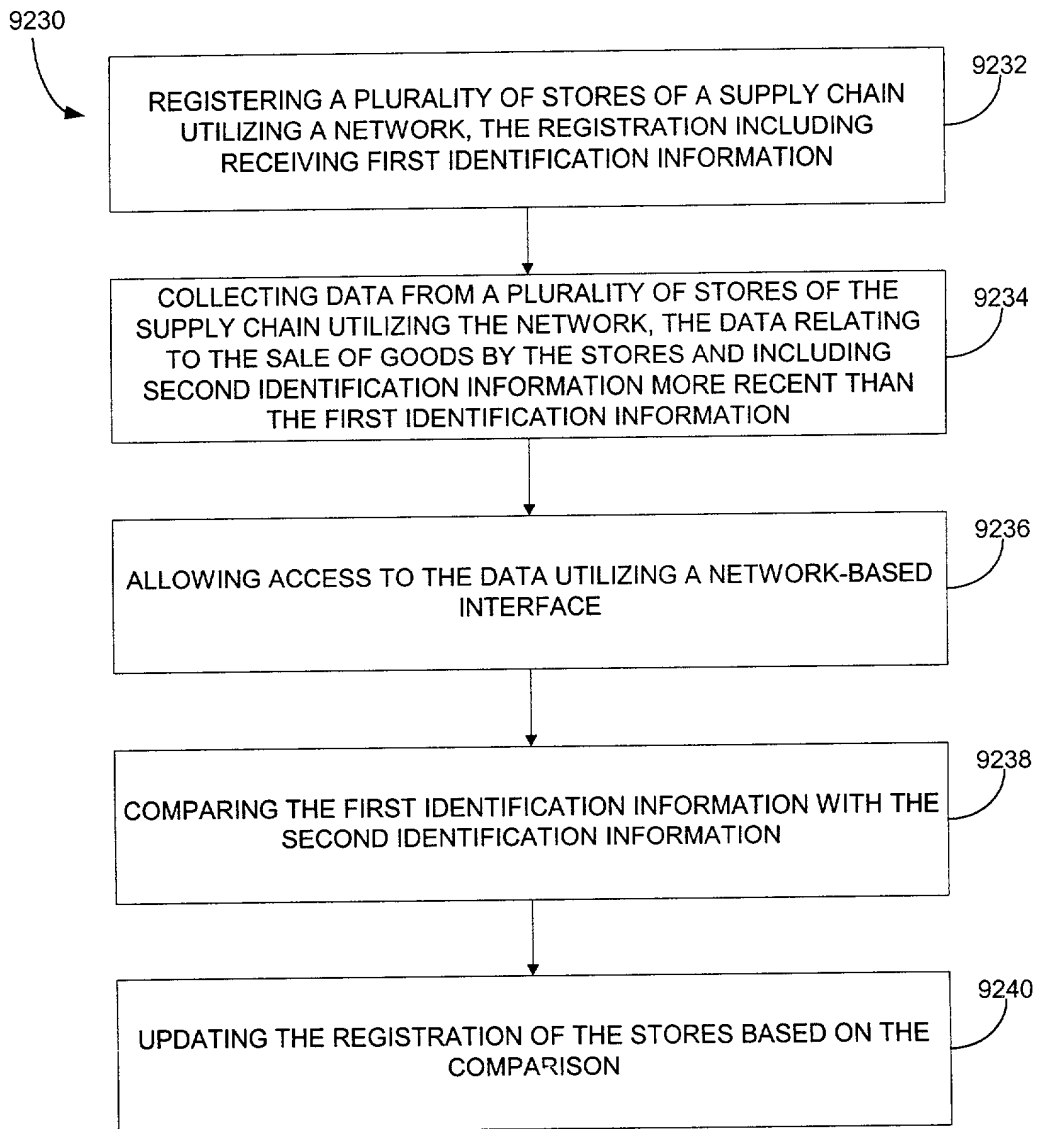 9230
9232
REGISTERING A PLURALITY OF STORES OF A SUPPLY CHAIN
UTILIZING A NETWORK, THE REGISTRATION INCLUDING
RECEIVING FIRST IDENTIFICATION INFORMATION
9234
COLLECTING DATA FROM A PLURALITY OF STORES OF THE
SUPPLY CHAIN UTILIZING THE NETWORK, THE DATA RELATING
TO THE SALE OF GOODS BY THE STORES AND INCLUDING
SECOND IDENTIFICATION INFORMATION MORE RECENT THAN
THE FIRST IDENTIFICATION INFORMATION
9236
ALLOWING ACCESS TO THE DATA UTILIZING A NETWORK-BASED
INTERFACE
9238
COMPARING THE FIRST IDENTIFICATION INFORMATION WITH THE
SECOND IDENTIFICATION INFORMATION
9240
UPDATING THE REGISTRATION OF THE STORES BASED ON THE
COMPARISON